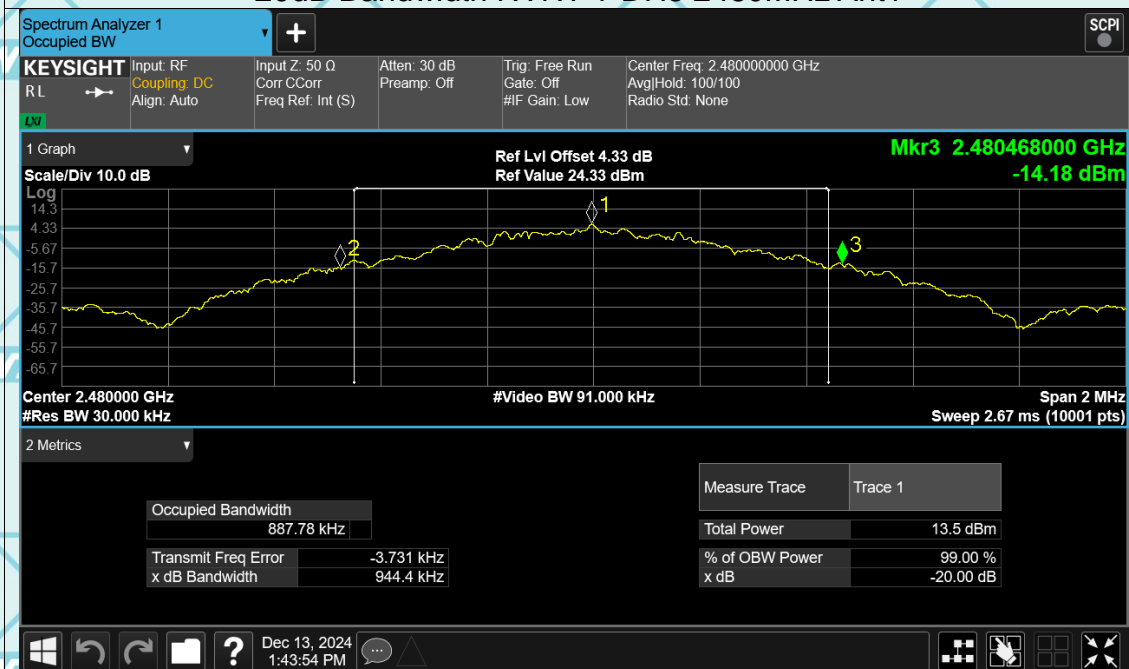 Spectrum Analyzer 1
Occupied BW
+
SCPI
KEYSIGHT
RL
LXI
Input: RF
Coupling: DC
Align: Auto
Input Z: 50 Ω
Corr CCorr
Freq Ref: Int (S)
Atten: 30 dB
Preamp: Off
Trig: Free Run
Gate: Off
#IF Gain: Low
Center Freq: 2.480000000 GHz
Avg|Hold: 100/100
Radio Std: None
1 Graph
Scale/Div 10.0 dB
Ref Lvl Offset 4.33 dB
Ref Value 24.33 dBm
Mkr3 2.480468000 GHz
-14.18 dBm
Log
14.3
4.33
-5.67
-15.7
-25.7
-35.7
-45.7
-55.7
-65.7
1
2
3
Center 2.480000 GHz
#Video BW 91.000 kHz
Span 2 MHz
#Res BW 30.000 kHz
Sweep 2.67 ms (10001 pts)
2 Metrics
Measure Trace Trace 1
Occupied Bandwidth
887.78 kHz
Total Power 13.5 dBm
Transmit Freq Error -3.731 kHz
% of OBW Power 99.00 %
x dB Bandwidth 944.4 kHz
x dB -20.00 dB
?
Dec 13, 2024
1:43:54 PM